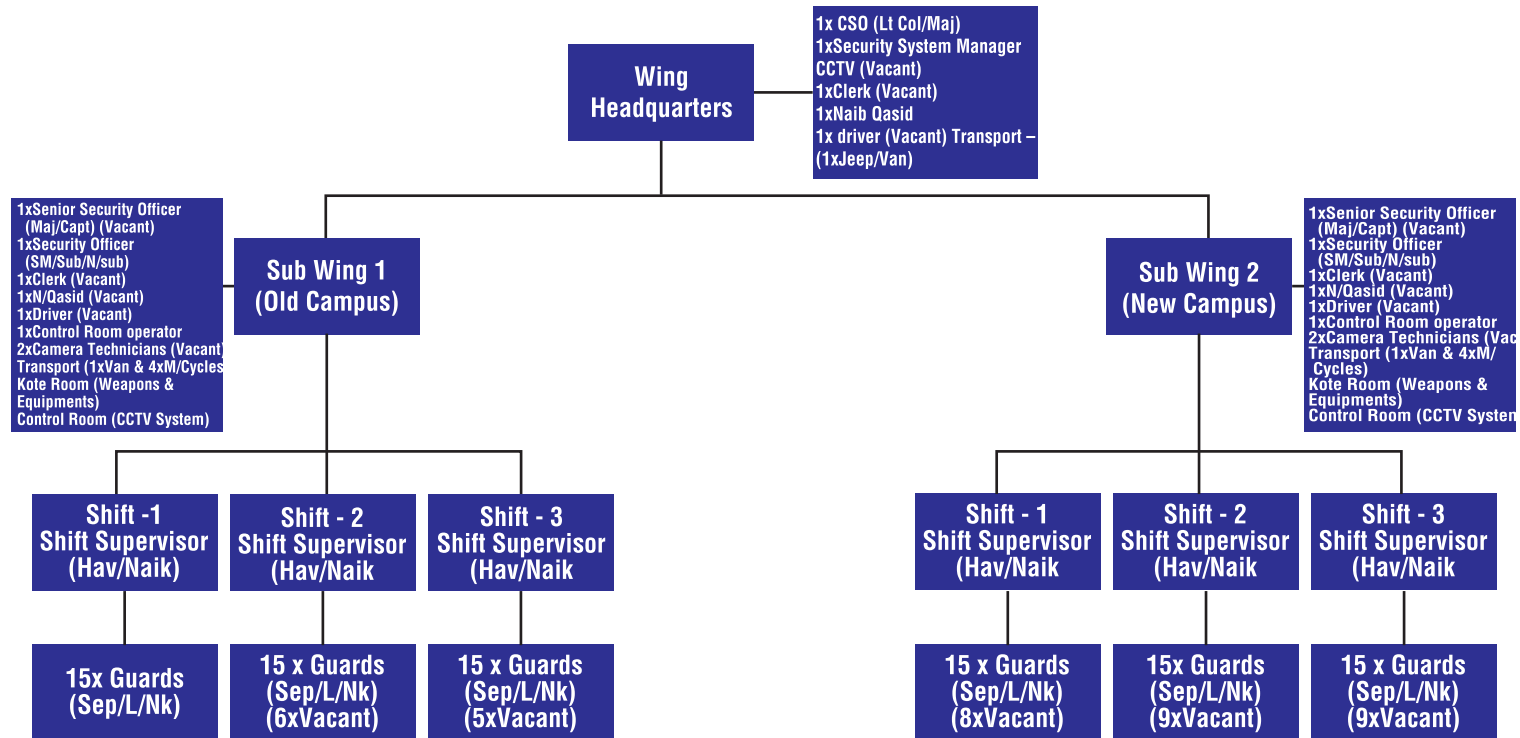 Wing
Headquarters
1x CSO (Lt Col/Maj)
1xSecurity System Manager
CCTV (Vacant)
1xClerk (Vacant)
1xNaib Qasid
1x driver (Vacant) Transport –
(1xJeep/Van)
1xSenior Security Officer
(Maj/Capt) (Vacant)
1xSecurity Officer
(SM/Sub/N/sub)
1xClerk (Vacant)
1xN/Qasid (Vacant)
1xDriver (Vacant)
1xControl Room operator
2xCamera Technicians (Vacant)
Transport (1xVan & 4xM/Cycles
Kote Room (Weapons &
Equipments)
Control Room (CCTV System)
Sub Wing 1
(Old Campus)
Sub Wing 2
(New Campus)
1xSenior Security Officer
(Maj/Capt) (Vacant)
1xSecurity Officer
(SM/Sub/N/sub)
1xClerk (Vacant)
1xN/Qasid (Vacant)
1xDriver (Vacant)
1xControl Room operator
2xCamera Technicians (Vac
Transport (1xVan & 4xM/
Cycles)
Kote Room (Weapons &
Equipments)
Control Room (CCTV System
Shift -1
Shift Supervisor
(Hav/Naik)
Shift - 2
Shift Supervisor
(Hav/Naik
Shift - 3
Shift Supervisor
(Hav/Naik
Shift - 1
Shift Supervisor
(Hav/Naik
Shift - 2
Shift Supervisor
(Hav/Naik
Shift - 3
Shift Supervisor
(Hav/Naik
15x Guards
(Sep/L/Nk)
15 x Guards
(Sep/L/Nk)
(6xVacant)
15 x Guards
(Sep/L/Nk)
(5xVacant)
15 x Guards
(Sep/L/Nk)
(8xVacant)
15x Guards
(Sep/L/Nk)
(9xVacant)
15 x Guards
(Sep/L/Nk)
(9xVacant)